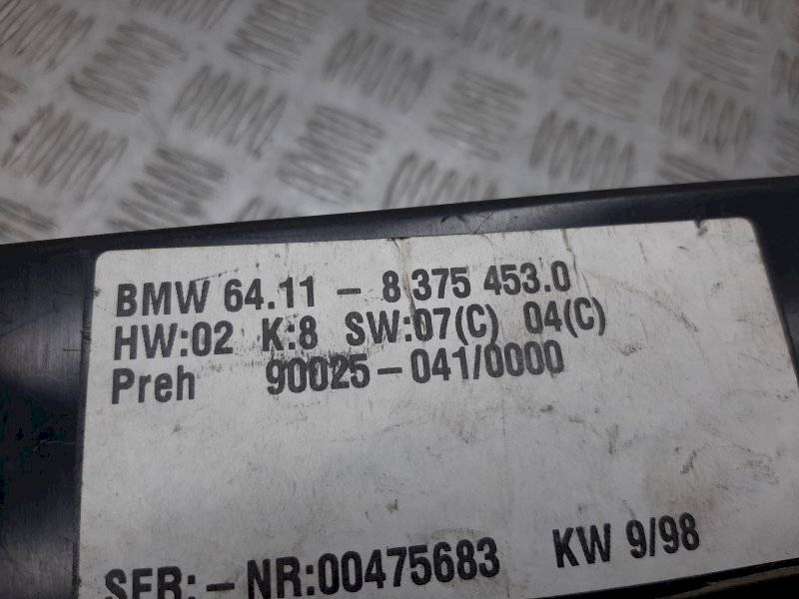 BMW 64.11 - 8 375 453.0
HW:02 K:8 SW:07(C) 04(C)
Preh 90025-041/0000
SER:-NR:00475683 KW 9/98